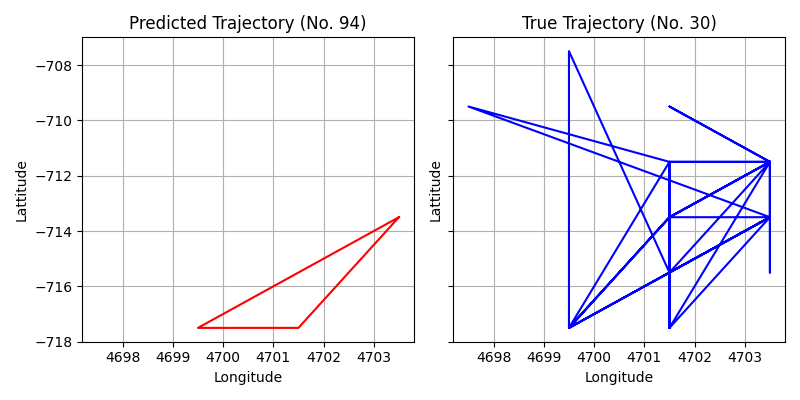 Predicted Trajectory (No. 94)
True Trajectory (No. 30)
Lattitude
−708
−710
−712
−714
−716
−718
4698 4699 4700 4701 4702 4703
Longitude
Lattitude
4698 4699 4700 4701 4702 4703
Longitude